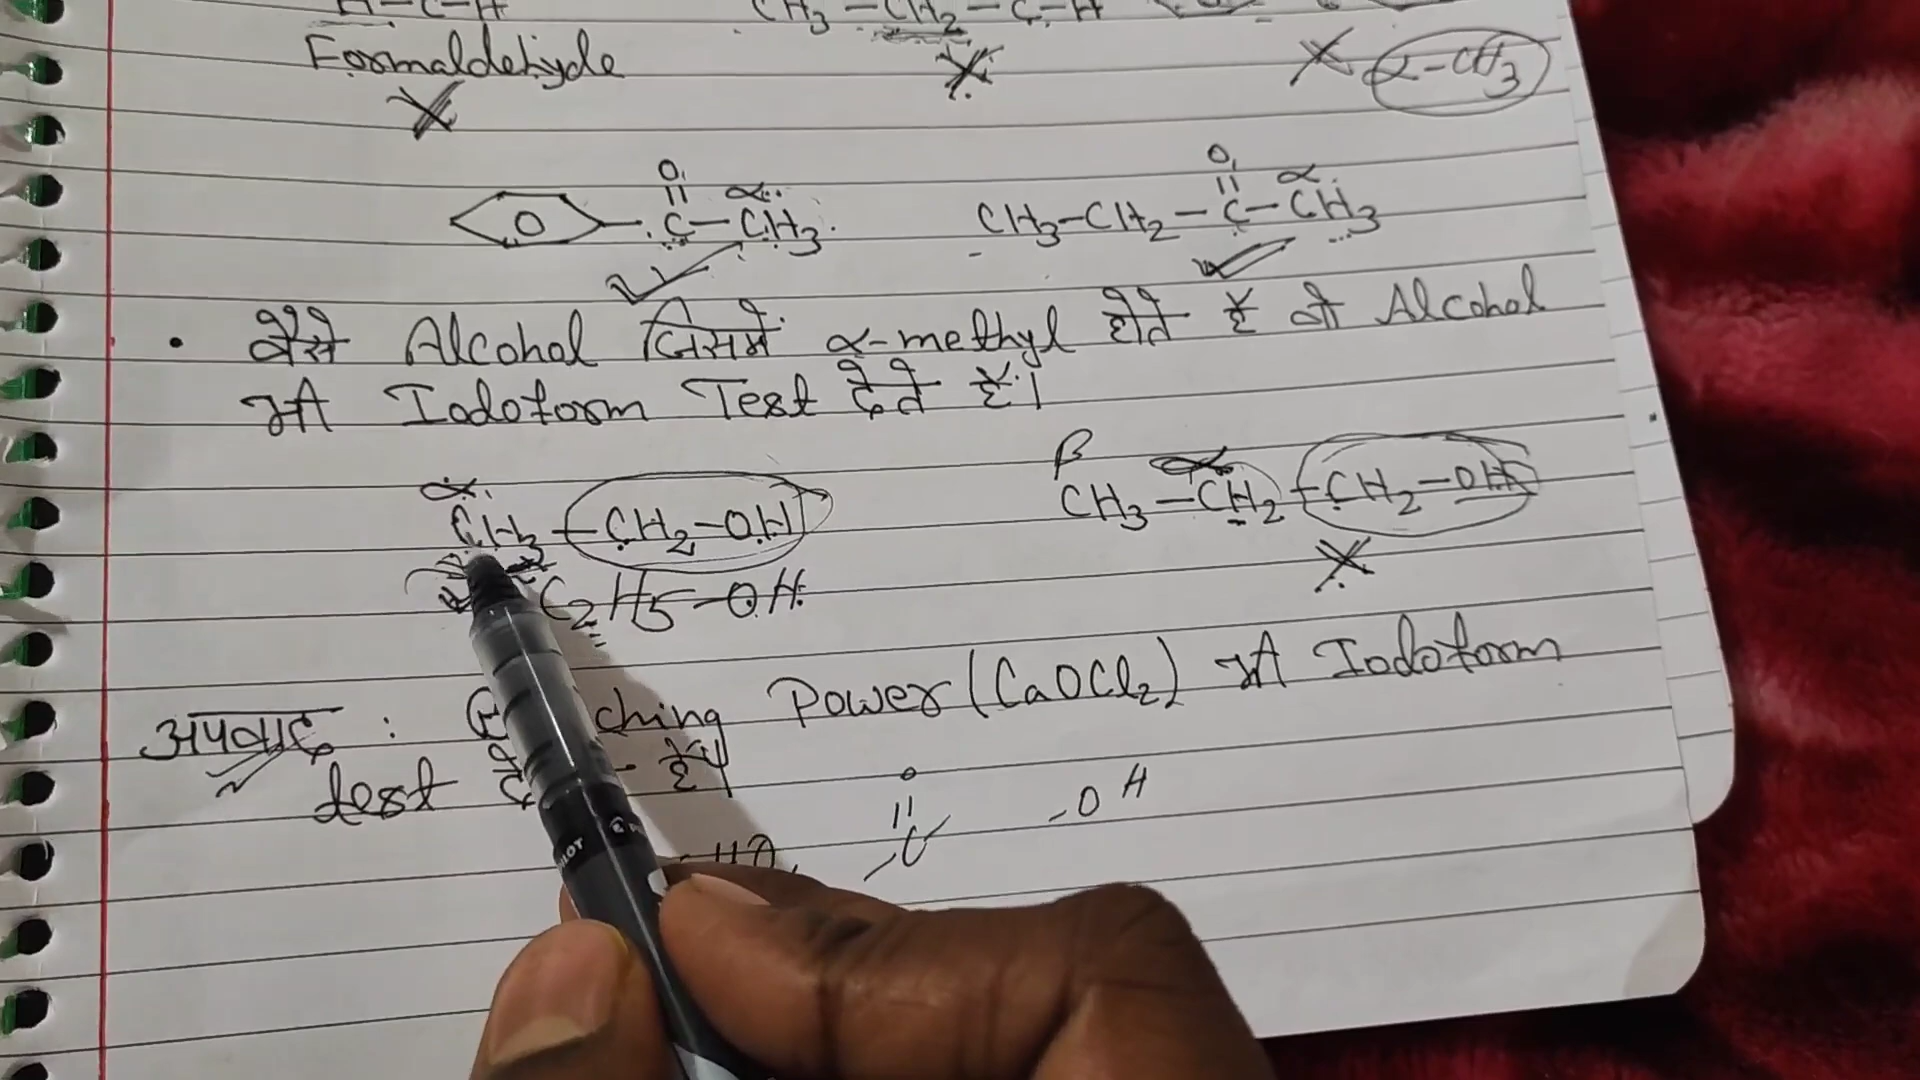 H-C-H CH3-CH2-C-H
Formaldehyde
α-CH3
O O
|| α || α
C-CH3 CH3-CH2-C-CH3
• वैसे Alcohol जिसमें α-methyl होते हैं वो Alcohol
भी Iodoform Test देते हैं।
α β α
CH3-CH2-OH CH3-CH2-CH2-OH
C2H5-OH
अपवाद : ching Power (CaOCl2) भी Iodoform
test है।
O
|| -OH
C
PILOT